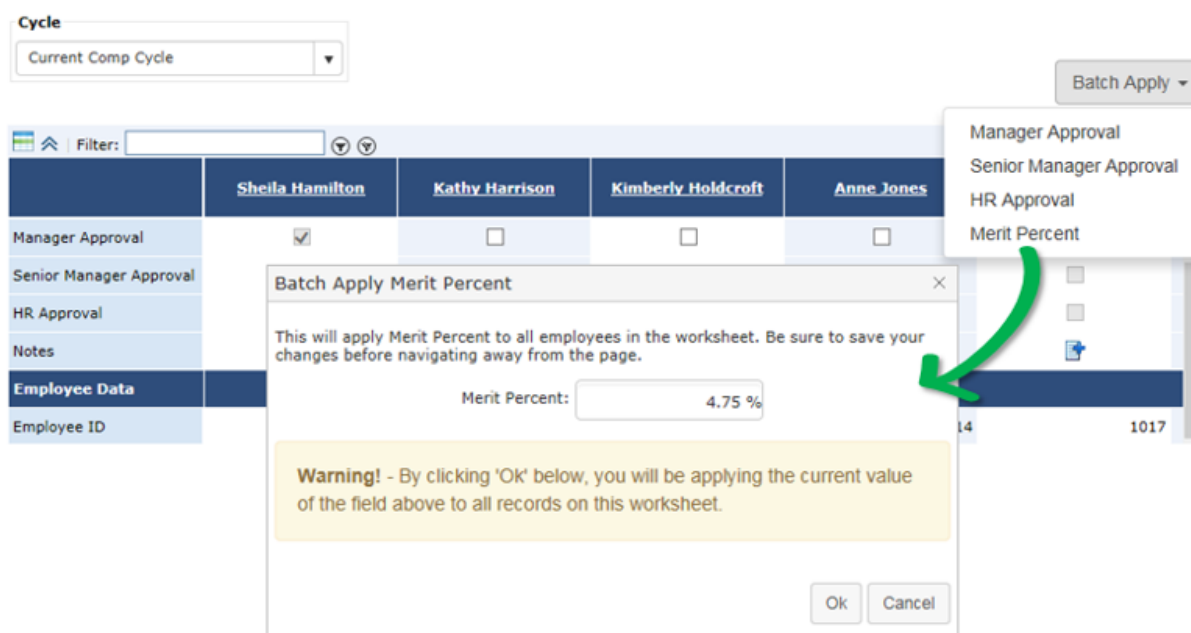 Cycle
Current Comp Cycle
Batch Apply
Manager Approval
Senior Manager Approval
HR Approval
Merit Percent
Filter:
Sheila Hamilton Kathy Harrison Kimberly Holdcroft Anne Jones
Manager Approval
Senior Manager Approval
HR Approval
Notes
Employee Data
Employee ID
14 1017
Batch Apply Merit Percent
This will apply Merit Percent to all employees in the worksheet. Be sure to save your
changes before navigating away from the page.
Merit Percent: 4.75 %
Warning! - By clicking 'Ok' below, you will be applying the current value
of the field above to all records on this worksheet.
Ok Cancel